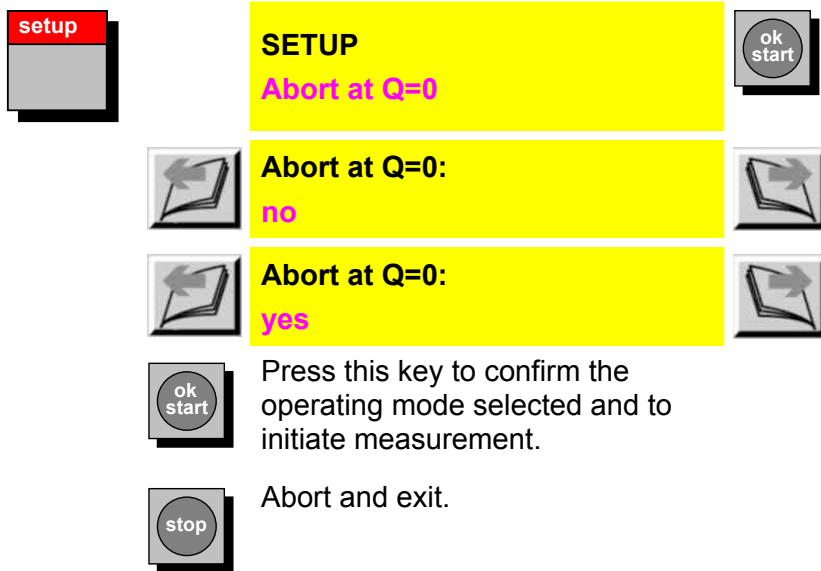 setup
SETUP
Abort at Q=0
ok
start
Abort at Q=0:
no
Abort at Q=0:
yes
ok
start
Press this key to confirm the
operating mode selected and to
initiate measurement.
stop
Abort and exit.